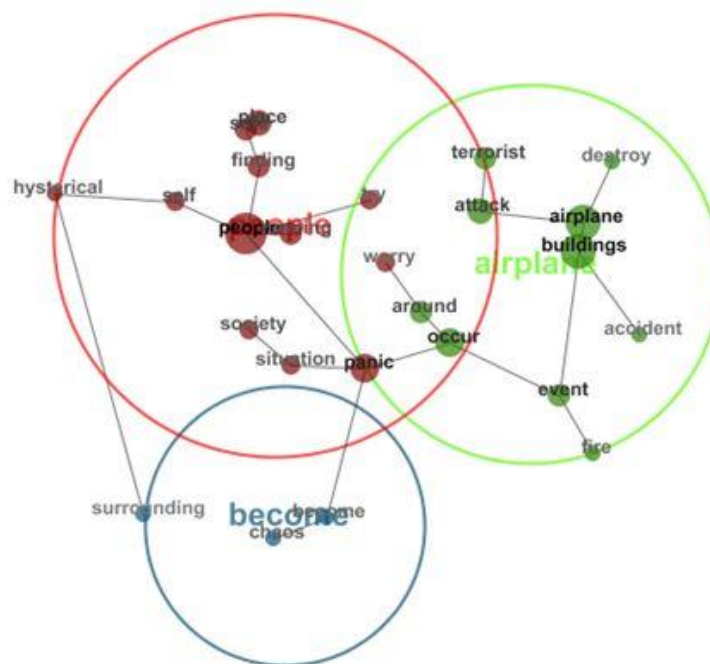 place
terrorist
destroy
finding
hysterical
self
attack
airplane
people
buildings
airplane
worry
around
society
accident
occur
situation
panic
event
fire
surrounding
become
become
chaos